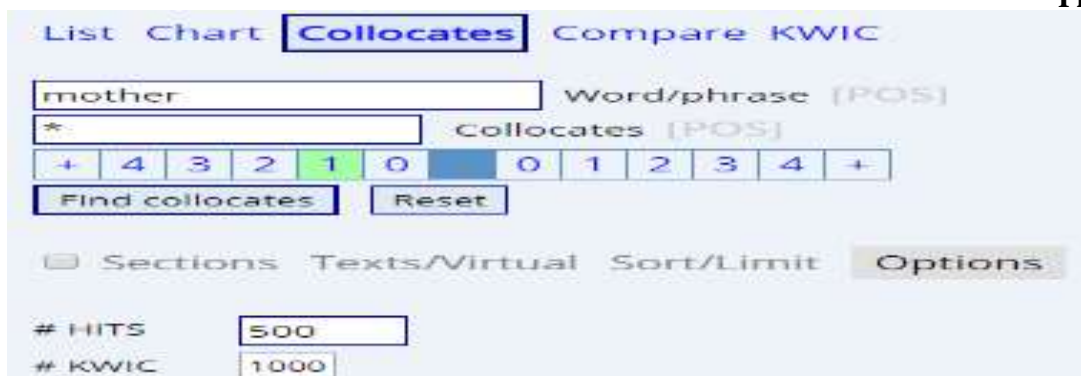 List Chart Collocates Compare KWIC
mother Word/phrase [POS]
* Collocates [POS]
+ 4 3 2 1 0 0 1 2 3 4 +
Find collocates Reset
Sections Texts/Virtual Sort/Limit Options
# HITS 500
# KWIC 1000